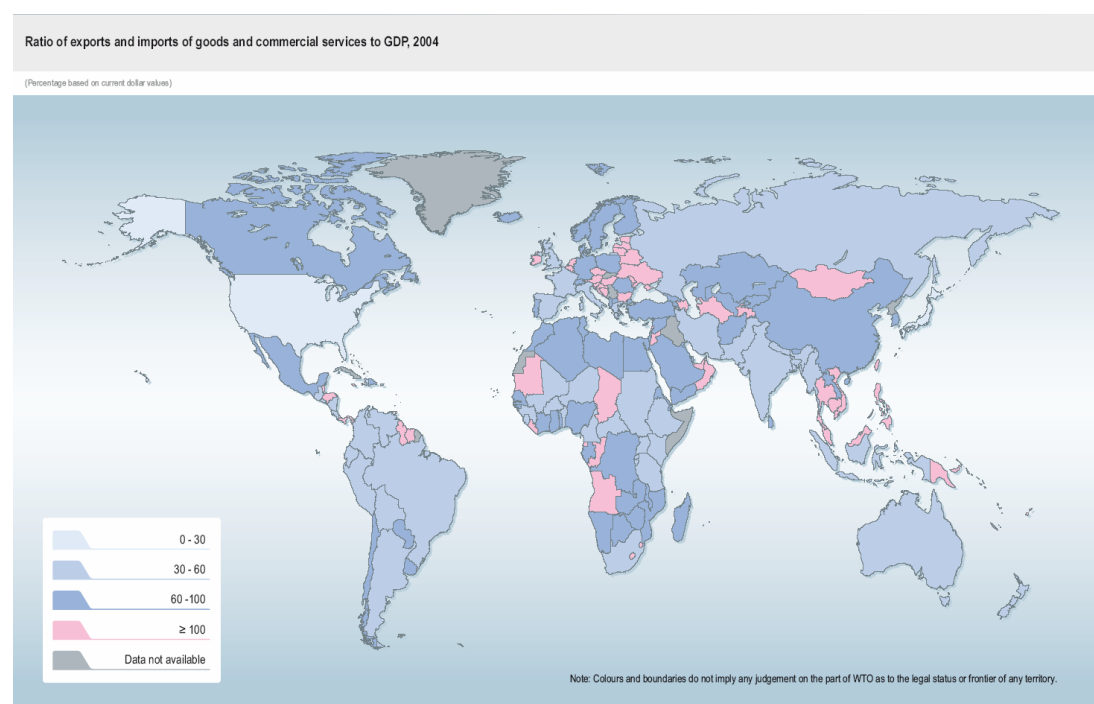 Ratio of exports and imports of goods and commercial services to GDP, 2004
(Percentage based on current dollar values)
0 - 30
30 - 60
60 -100
≥ 100
Data not available
Note: Colours and boundaries do not imply any judgement on the part of WTO as to the legal status or frontier of any territory.